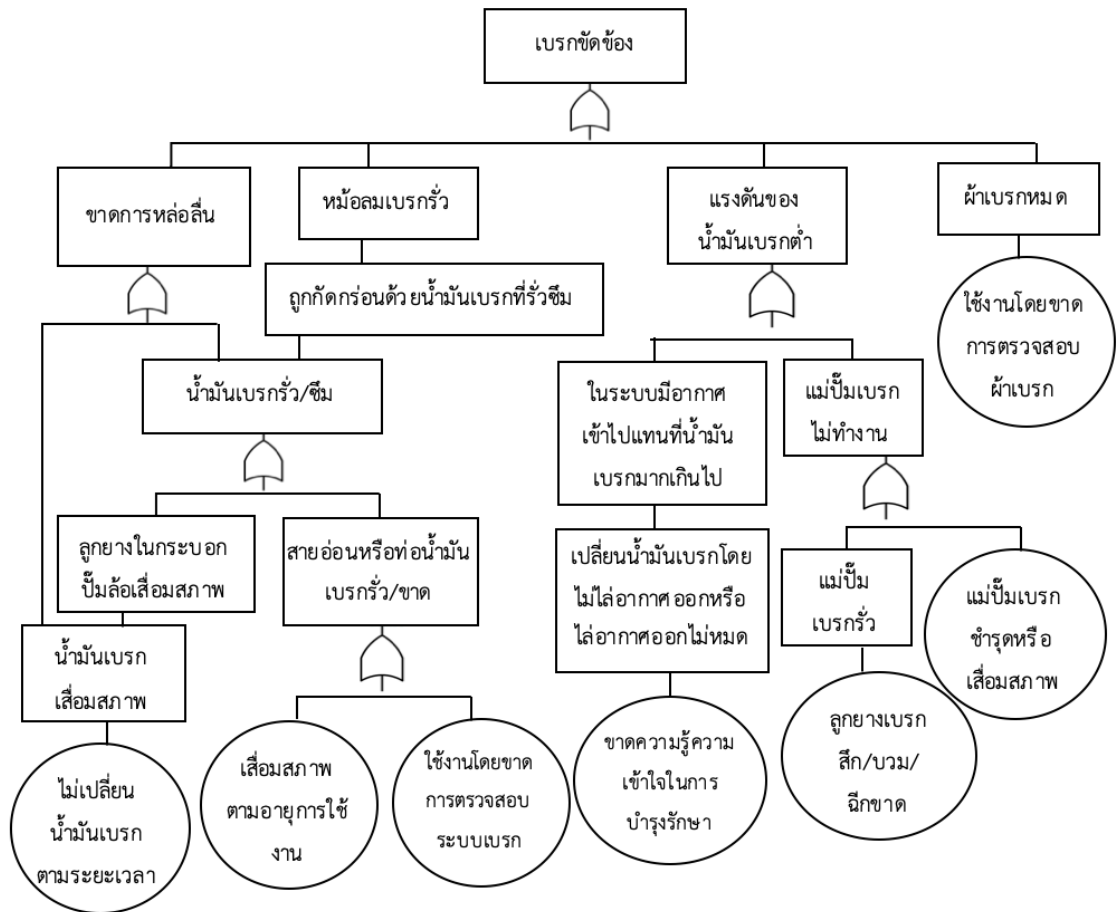 เบรกขัดข้อง
ขาดการหล่อลื่น
หม้อลมเบรกรั่ว
แรงดันของ
น้ำมันเบรกต่ำ
ผ้าเบรกหมด
ถูกกัดกร่อนด้วยน้ำมันเบรกที่รั่วซึม
ใช้งานโดยขาด
การตรวจสอบ
ผ้าเบรก
น้ำมันเบรกรั่ว/ซึม
ในระบบมีอากาศ
เข้าไปแทนที่น้ำมัน
เบรกมากเกินไป
แม่ปั๊มเบรก
ไม่ทำงาน
ลูกยางในกระบอก
ปั๊มล้อเสื่อมสภาพ
สายอ่อนหรือท่อน้ำมัน
เบรกรั่ว/ขาด
เปลี่ยนน้ำมันเบรกโดย
ไม่ไล่อากาศออกหรือ
ไล่อากาศออกไม่หมด
แม่ปั๊ม
เบรกรั่ว
แม่ปั๊มเบรก
ชำรุดหรือ
เสื่อมสภาพ
น้ำมันเบรก
เสื่อมสภาพ
ไม่เปลี่ยน
น้ำมันเบรก
ตามระยะเวลา
เสื่อมสภาพ
ตามอายุการใช้
งาน
ใช้งานโดยขาด
การตรวจสอบ
ระบบเบรก
ขาดความรู้ความ
เข้าใจในการ
บำรุงรักษา
ลูกยางเบรก
สึก/บวม/
ฉีกขาด